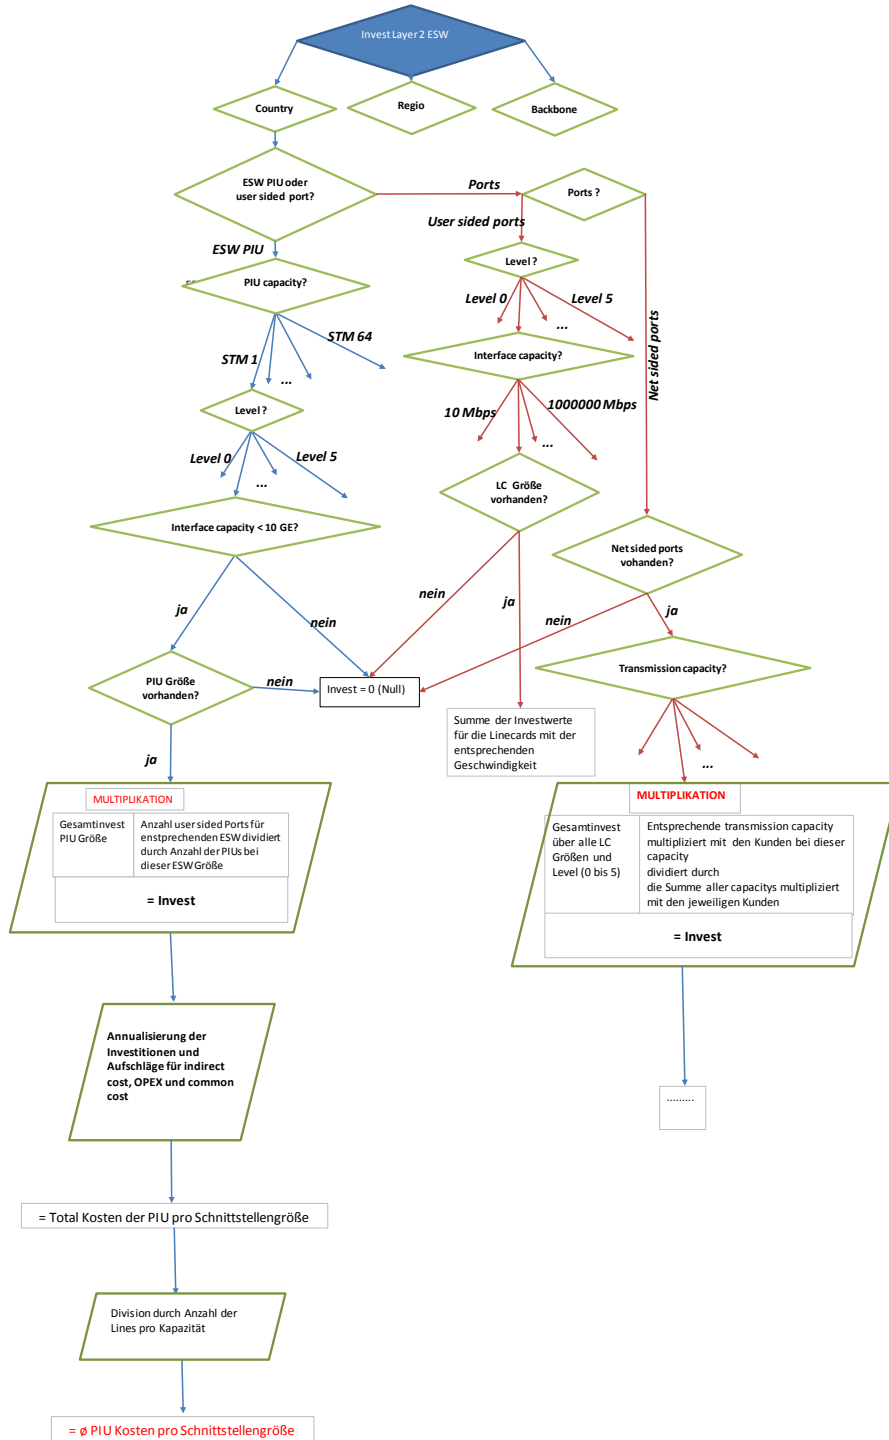 Invest Layer 2 ESW
Country
Regio
Backbone
ESW PIU oder
user sided port?
Ports
Ports ?
User sided ports
ESW PIU
Level ?
PIU capacity?
Level 0
Level 5
...
STM 64
STM 1
...
Interface capacity?
Net sided ports
Level ?
10 Mbps
1000000 Mbps
...
Level 0
Level 5
...
LC Größe
vorhanden?
Interface capacity < 10 GE?
Net sided ports
vohanden?
nein
ja
nein
ja
ja
nein
PIU Größe
vorhanden?
nein
Invest = 0 (Null)
Transmission capacity?
Summe der Investwerte
für die Linecards mit der
entsprechenden
Geschwindigkeit
ja
...
MULTIPLIKATION
Gesamtinvest
PIU Größe
Anzahl user sided Ports für
enstprechenden ESW dividiert
durch Anzahl der PIUs bei
dieser ESW Größe
= Invest
MULTIPLIKATION
Gesamtinvest
über alle LC
Größen und
Level (0 bis 5)
Entsprechende transmission capacity
multipliziert mit den Kunden bei dieser
capacity
dividiert durch
die Summe aller capacitys multipliziert
mit den jeweiligen Kunden
= Invest
Annualisierung der
Investitionen und
Aufschläge für indirect
cost, OPEX und common
cost
.........
= Total Kosten der PIU pro Schnittstellengröße
Division durch Anzahl der
Lines pro Kapazität
= ø PIU Kosten pro Schnittstellengröße